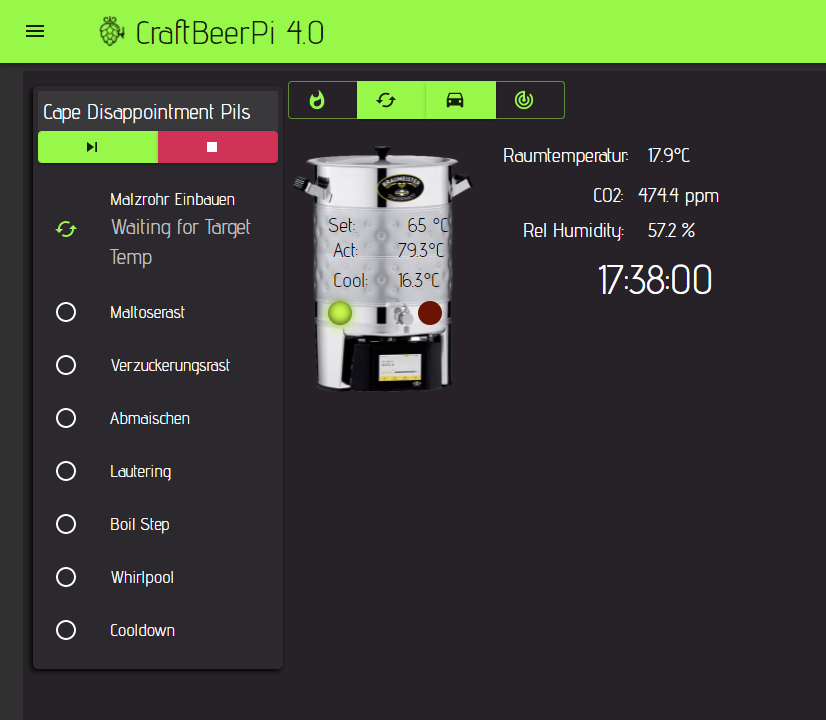 CraftBeerPi 4.0
Cape Disappointment Pils
Malzrohr Einbauen
Waiting for Target
Temp
Maltoserast
Verzuckerungsrast
Abmaischen
Lautering
Boil Step
Whirlpool
Cooldown
BRAUMEISTER
Set: 65 °C
Act: 79.3°C
Cool: 16.3°C
Raumtemperatur: 17.9°C
CO2: 474.4 ppm
Rel Humidity: 57.2 %
17:38:00